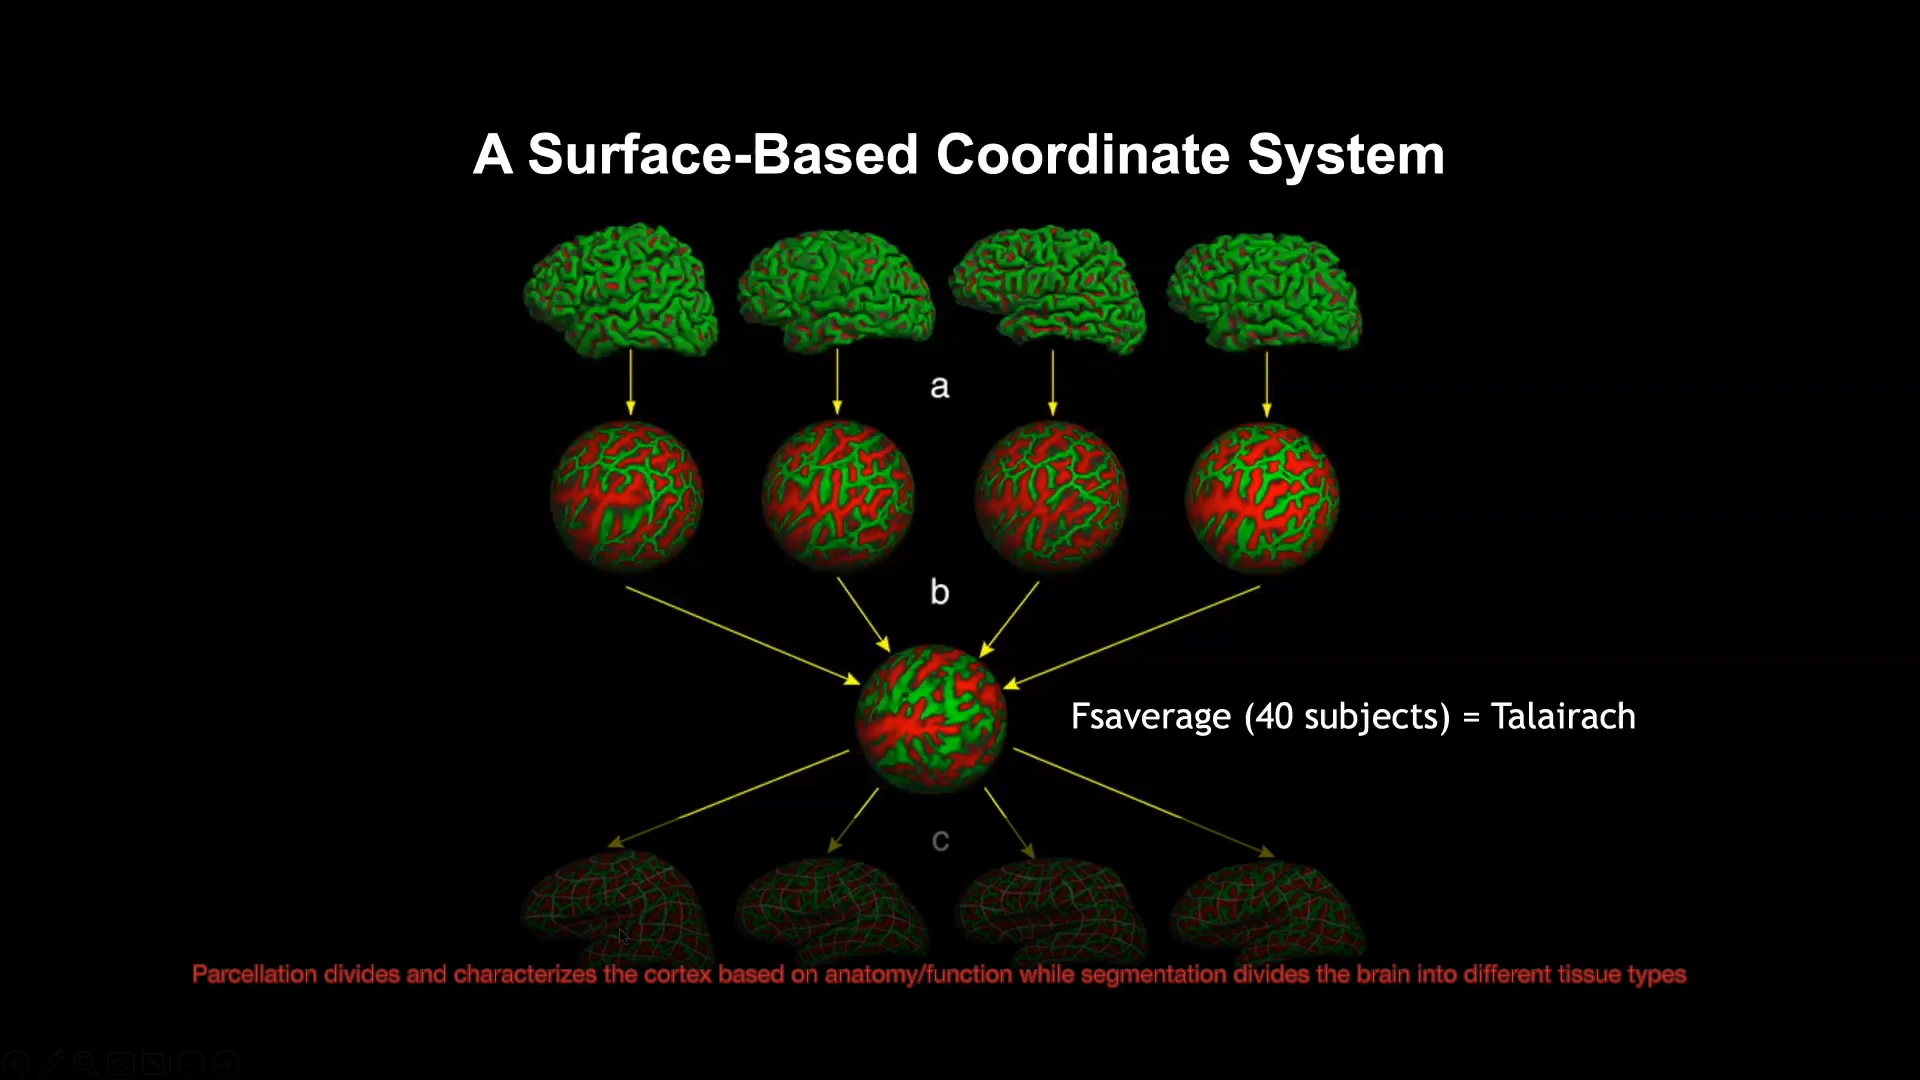 A Surface-Based Coordinate System
a
b
Fsaverage (40 subjects) = Talairach
c
Parcellation divides and characterizes the cortex based on anatomy/function while segmentation divides the brain into different tissue types